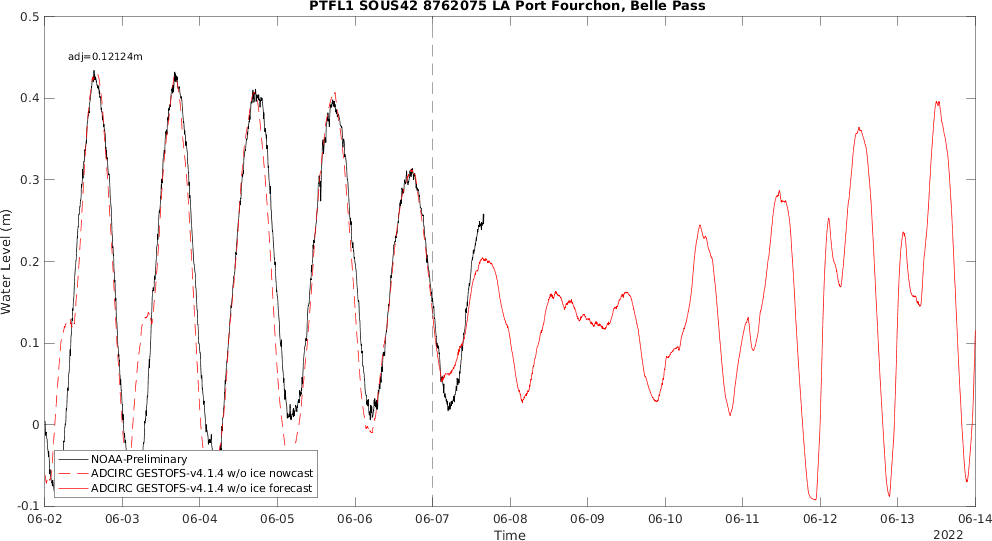 PTFL1 SOUS42 8762075 LA Port Fourchon, Belle Pass
0.5
adj=0.12124m
0.4
0.3
0.2
0.1
0
-0.1
Water Level (m)
NOAA-Preliminary
ADCIRC GESTOFS-v4.1.4 w/o ice nowcast
ADCIRC GESTOFS-v4.1.4 w/o ice forecast
06-02 06-03 06-04 06-05 06-06 06-07 06-08 06-09 06-10 06-11 06-12 06-13 06-14
Time
2022